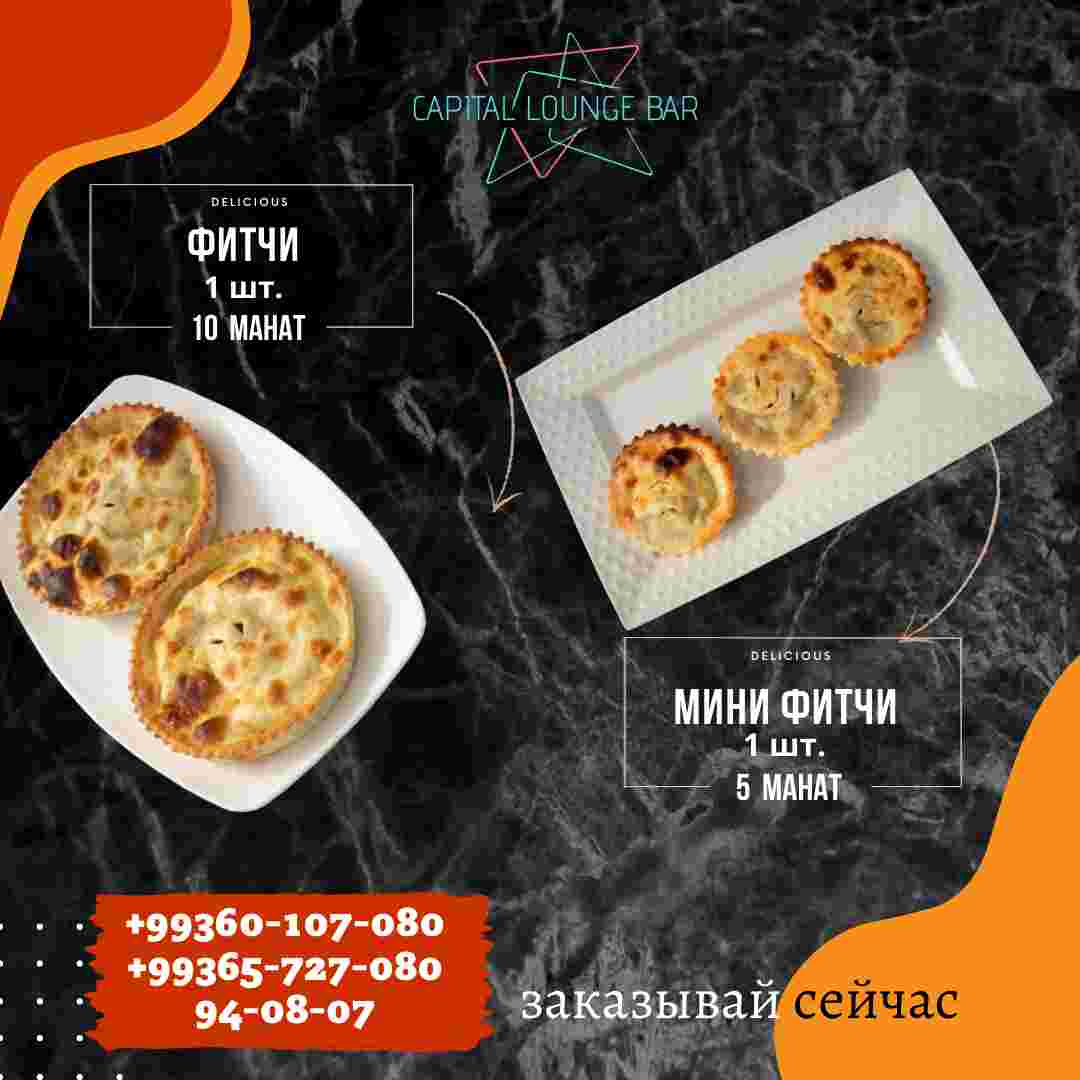 CAPITAL LOUNGE BAR
DELICIOUS
ФИТЧИ
1 шт.
10 МАНАТ
DELICIOUS
МИНИ ФИТЧИ
1 шт.
5 МАНАТ
+99360-107-080
+99365-727-080
94-08-07
заказывай сейчас